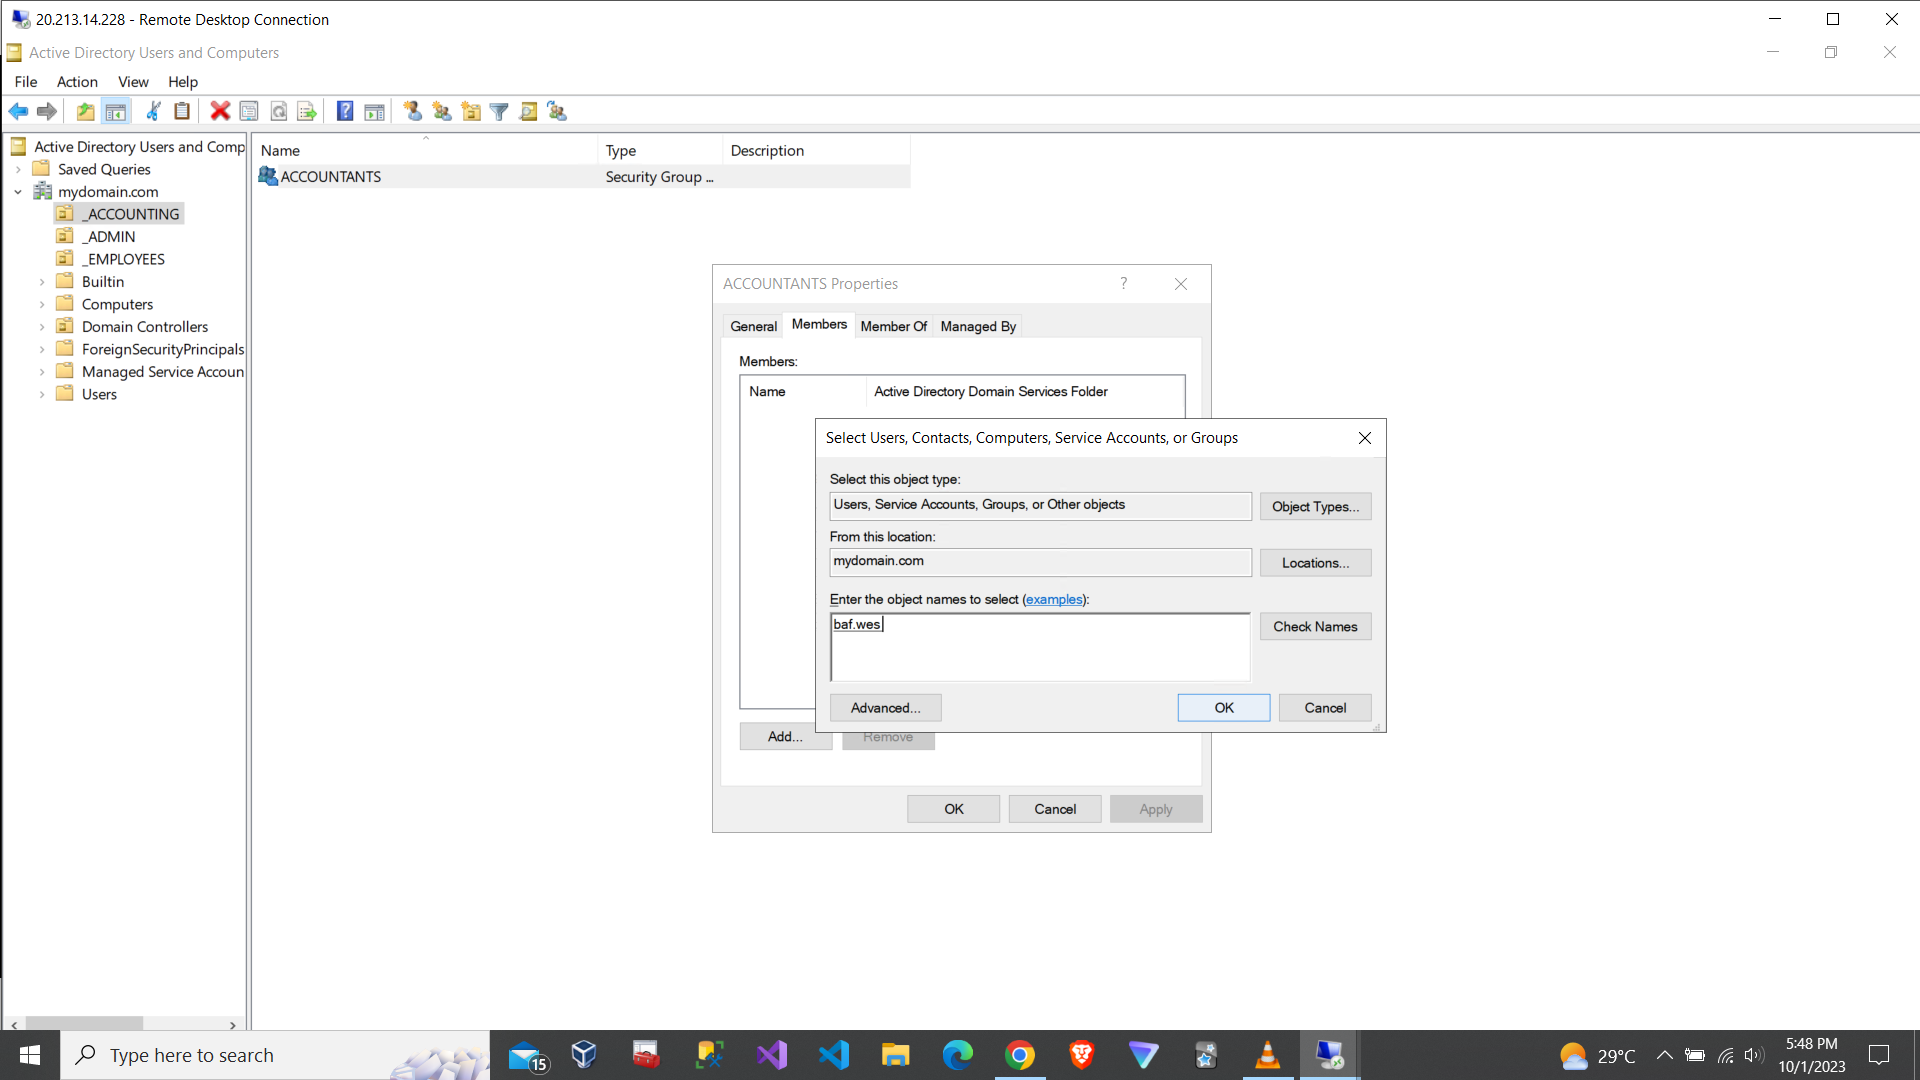 20.213.14.228 - Remote Desktop Connection
Active Directory Users and Computers
File Action View Help
Active Directory Users and Comp
Saved Queries
mydomain.com
_ACCOUNTING
_ADMIN
_EMPLOYEES
Builtin
Computers
Domain Controllers
ForeignSecurityPrincipals
Managed Service Accoun
Users
Name Type Description
ACCOUNTANTS Security Group ...
ACCOUNTANTS Properties ?
General Members Member Of Managed By
Members:
Name Active Directory Domain Services Folder
Select Users, Contacts, Computers, Service Accounts, or Groups
Select this object type:
Users, Service Accounts, Groups, or Other objects Object Types...
From this location:
mydomain.com Locations...
Enter the object names to select (examples):
baf.wes Check Names
Advanced... OK Cancel
Add... Remove
OK Cancel Apply
Type here to search
15
29°C
5:48 PM
10/1/2023